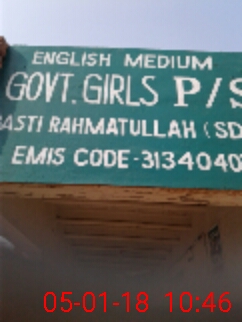 ENGLISH MEDIUM
GOVT. GIRLS P/S
BASTI RAHMATULLAH (SD
EMIS CODE-3134040
05-01-18 10:46